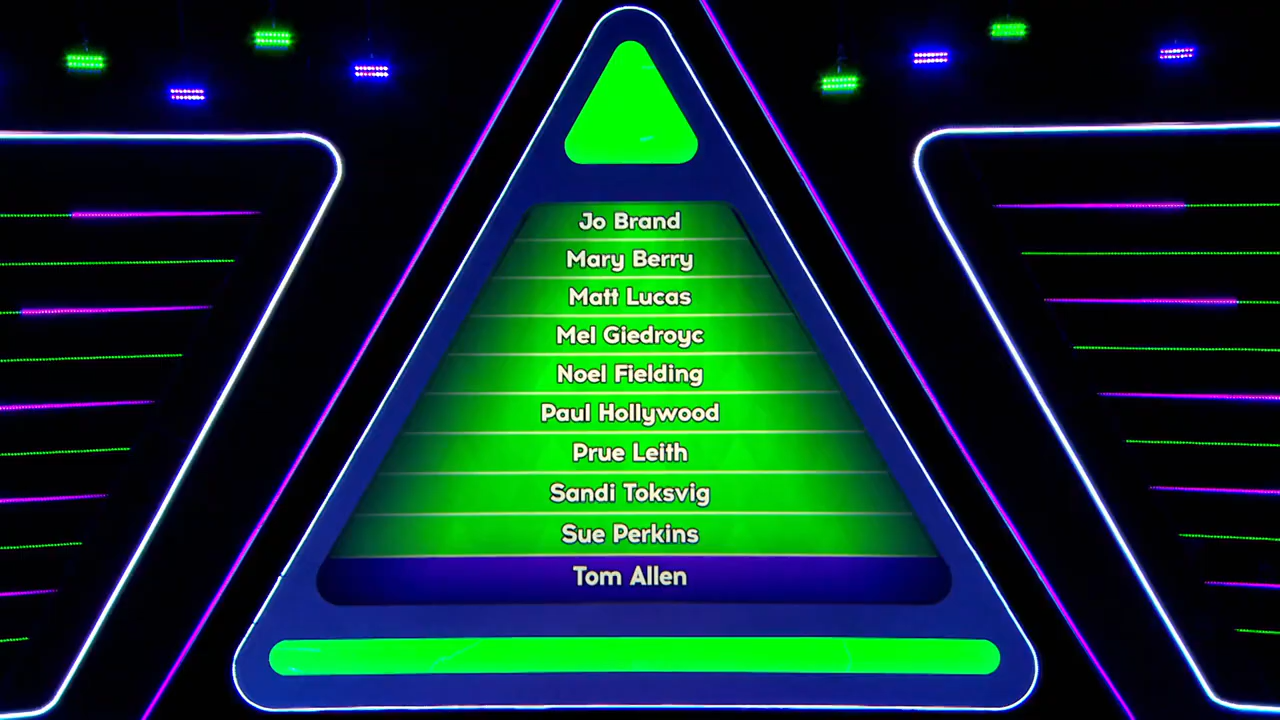 Jo Brand
Mary Berry
Matt Lucas
Mel Giedroyc
Noel Fielding
Paul Hollywood
Prue Leith
Sandi Toksvig
Sue Perkins
Tom Allen